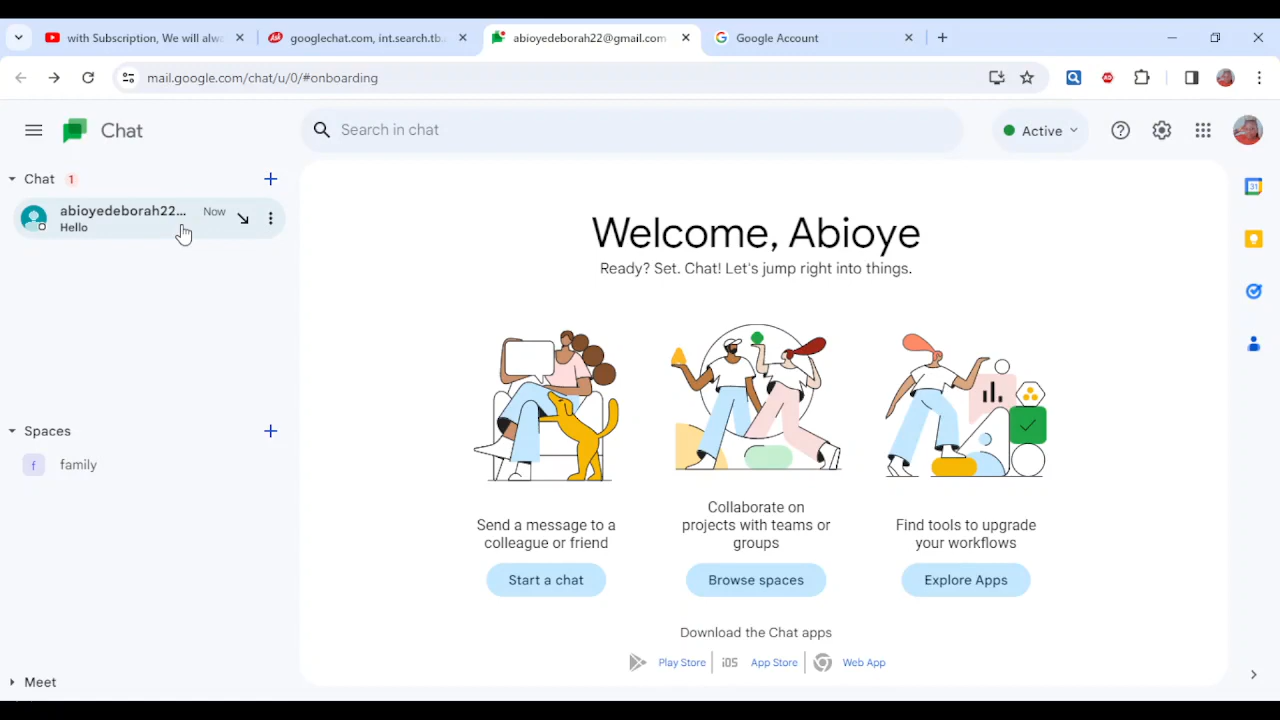 with Subscription, We will alwa
googlechat.com, int.search.tb.
abioyedeborah22@gmail.com
Google Account
mail.google.com/chat/u/0/#onboarding
Chat
Search in chat
Active
Chat 1
abioyedeborah22... Now
Hello
Welcome, Abioye
Ready? Set. Chat! Let's jump right into things.
Spaces
f family
Send a message to a
colleague or friend
Start a chat
Collaborate on
projects with teams or
groups
Browse spaces
Find tools to upgrade
your workflows
Explore Apps
Download the Chat apps
Play Store
iOS App Store
Web App
Meet
31